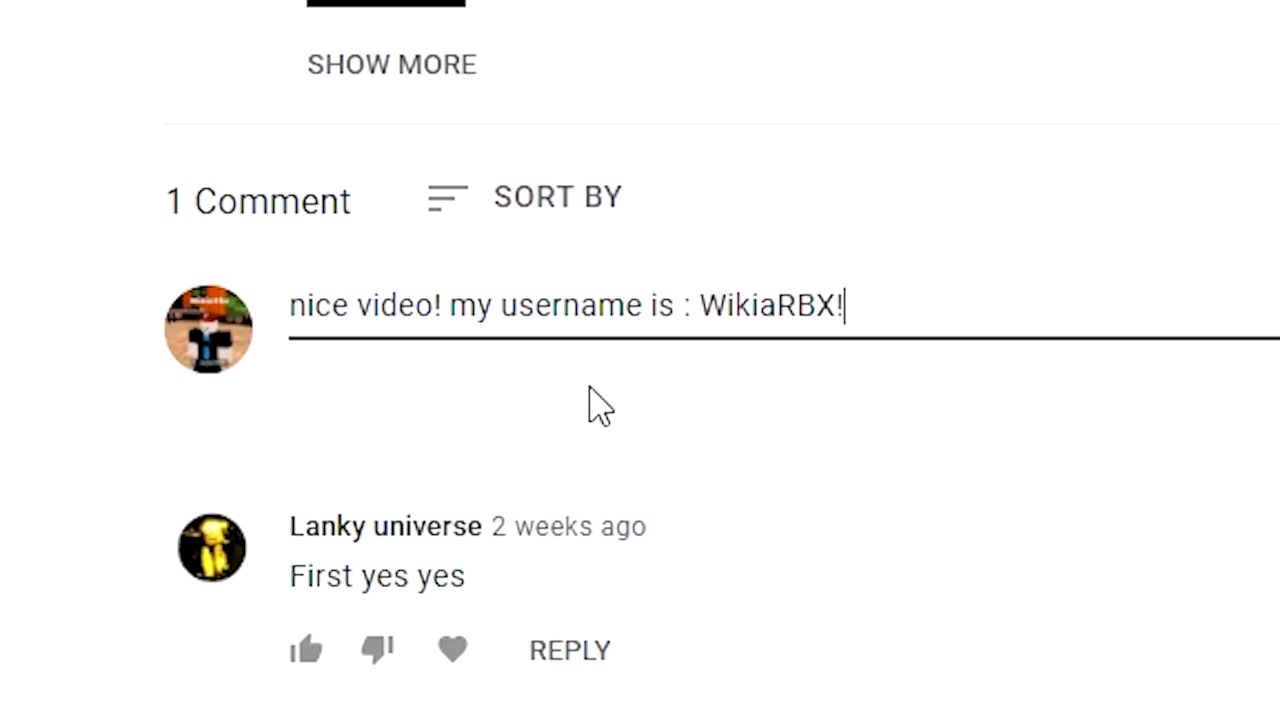 SHOW MORE
1 Comment
SORT BY
nice video! my username is : WikiaRBX!
Lanky universe 2 weeks ago
First yes yes
REPLY